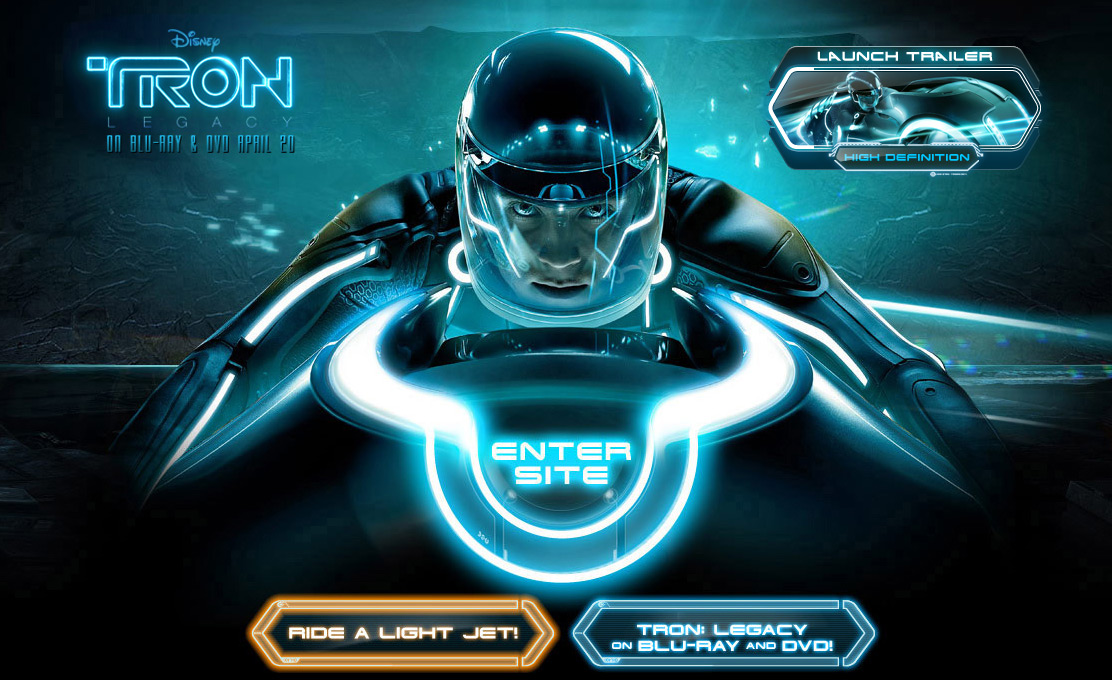 Disney
TRON
LEGACY
ON BLU-RAY & DVD APRIL 20
LAUNCH TRAILER
HIGH DEFINITION
ENTER
SITE
RIDE A LIGHT JET!
TRON: LEGACY
ON BLU-RAY AND DVD!